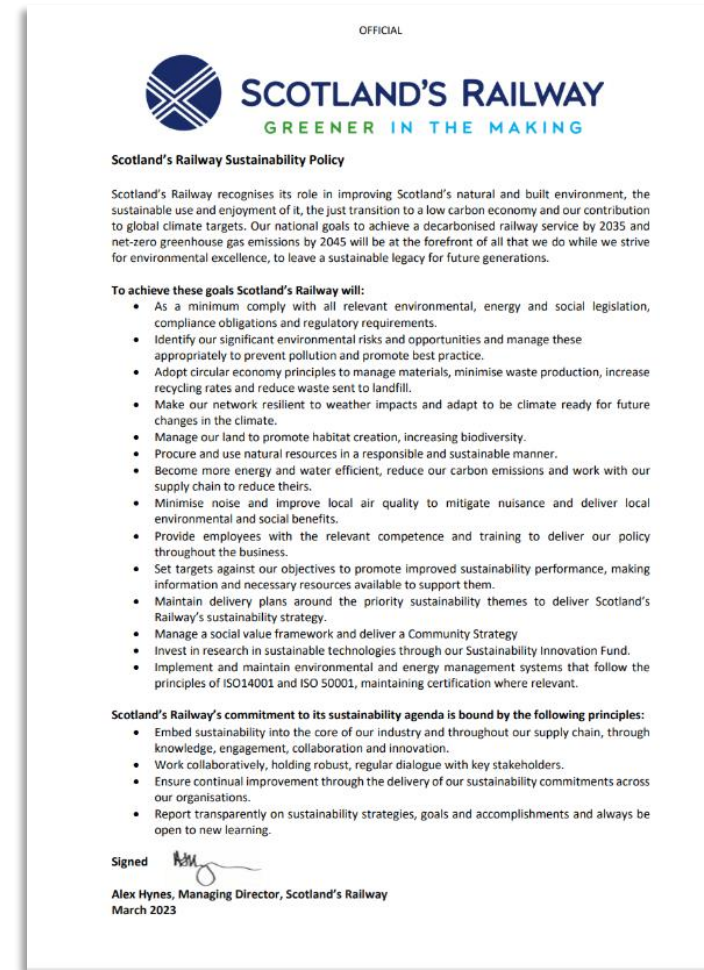 OFFICIAL
SCOTLAND'S RAILWAY
GREENER IN THE MAKING
Scotland's Railway Sustainability Policy
Scotland's Railway recognises its role in improving Scotland's natural and built environment, the
sustainable use and enjoyment of it, the just transition to a low carbon economy and our contribution
to global climate targets. Our national goals to achieve a decarbonised railway service by 2035 and
net-zero greenhouse gas emissions by 2045 will be at the forefront of all that we do while we strive
for environmental excellence, to leave a sustainable legacy for future generations.
To achieve these goals Scotland's Railway will:
• As a minimum comply with all relevant environmental, energy and social legislation,
compliance obligations and regulatory requirements.
• Identify our significant environmental risks and opportunities and manage these
appropriately to prevent pollution and promote best practice.
• Adopt circular economy principles to manage materials, minimise waste production, increase
recycling rates and reduce waste sent to landfill.
• Make our network resilient to weather impacts and adapt to be climate ready for future
changes in the climate.
• Manage our land to promote habitat creation, increasing biodiversity.
• Procure and use natural resources in a responsible and sustainable manner.
• Become more energy and water efficient, reduce our carbon emissions and work with our
supply chain to reduce theirs.
• Minimise noise and improve local air quality to mitigate nuisance and deliver local
environmental and social benefits.
• Provide employees with the relevant competence and training to deliver our policy
throughout the business.
• Set targets against our objectives to promote improved sustainability performance, making
information and necessary resources available to support them.
• Maintain delivery plans around the priority sustainability themes to deliver Scotland's
Railway's sustainability strategy.
• Manage a social value framework and deliver a Community Strategy
• Invest in research in sustainable technologies through our Sustainability Innovation Fund.
• Implement and maintain environmental and energy management systems that follow the
principles of ISO14001 and ISO 50001, maintaining certification where relevant.
Scotland's Railway's commitment to its sustainability agenda is bound by the following principles:
• Embed sustainability into the core of our industry and throughout our supply chain, through
knowledge, engagement, collaboration and innovation.
• Work collaboratively, holding robust, regular dialogue with key stakeholders.
• Ensure continual improvement through the delivery of our sustainability commitments across
our organisations.
• Report transparently on sustainability strategies, goals and accomplishments and always be
open to new learning.
Signed
Alex Hynes, Managing Director, Scotland's Railway
March 2023